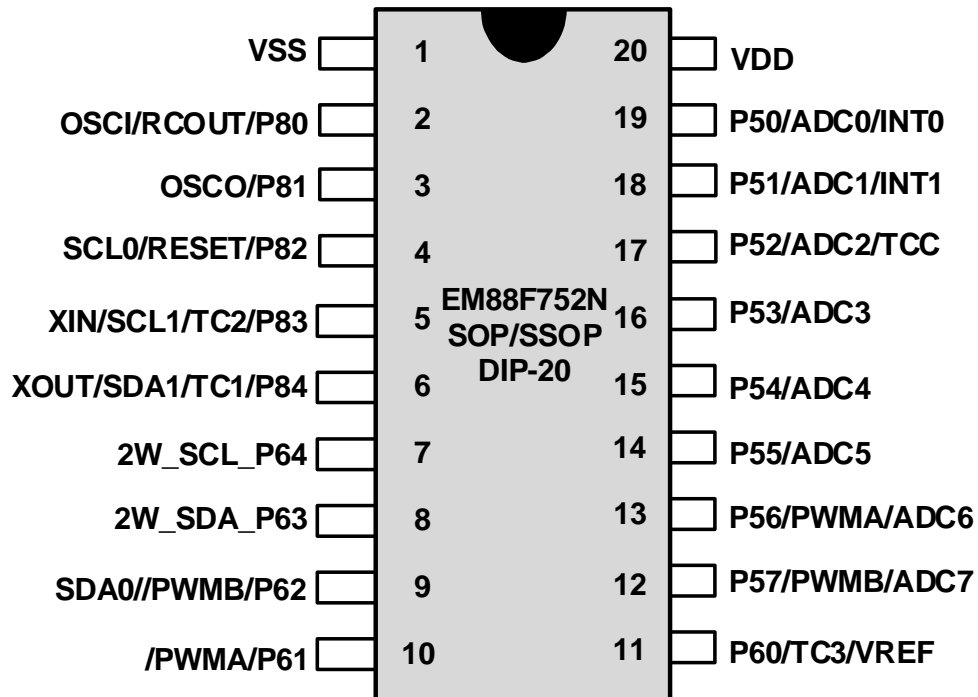 VSS 1 20 VDD
OSCI/RCOUT/P80 2 19 P50/ADC0/INT0
OSCO/P81 3 18 P51/ADC1/INT1
SCL0/RESET/P82 4 17 P52/ADC2/TCC
XIN/SCL1/TC2/P83 5 EM88F752N 16 P53/ADC3
SOP/SSOP
DIP-20
XOUT/SDA1/TC1/P84 6 15 P54/ADC4
2W_SCL_P64 7 14 P55/ADC5
2W_SDA_P63 8 13 P56/PWMA/ADC6
SDA0//PWMB/P62 9 12 P57/PWMB/ADC7
/PWMA/P61 10 11 P60/TC3/VREF